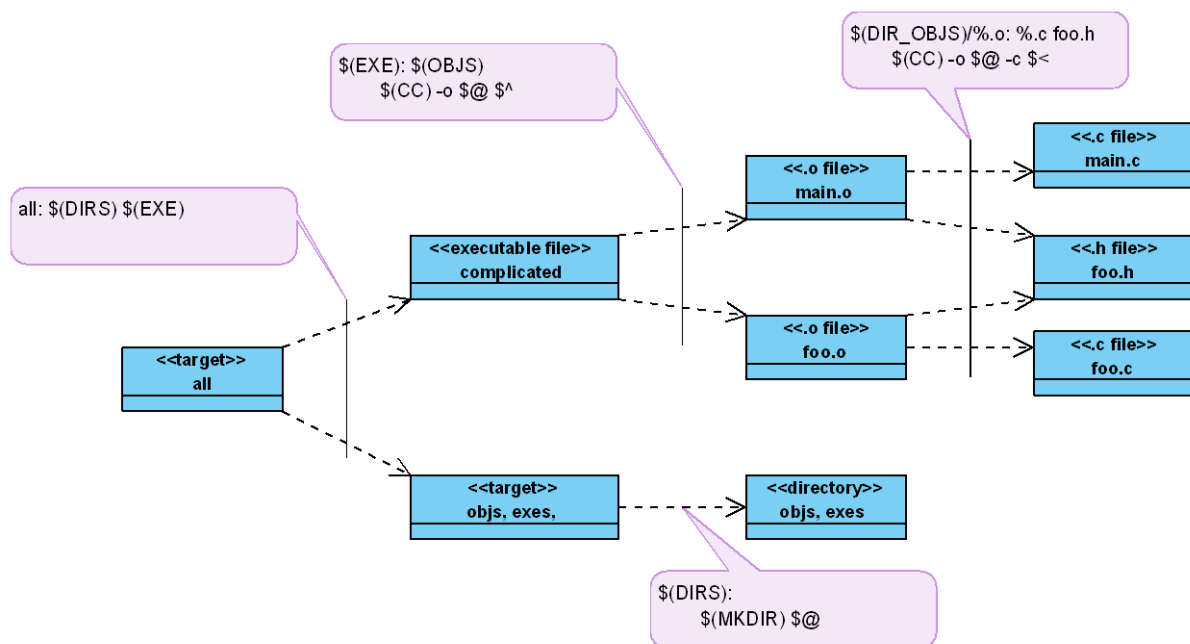 $(DIR_OBJS)/%.o: %.c foo.h
$(CC) -o $@ -c $<
$(EXE): $(OBJS)
$(CC) -o $@ $^
<<.c file>>
main.c
<<.o file>>
main.o
all: $(DIRS) $(EXE)
<<executable file>>
complicated
<<.h file>>
foo.h
<<.o file>>
foo.o
<<.c file>>
foo.c
<<target>>
all
<<target>>
objs, exes,
<<directory>>
objs, exes
$(DIRS):
$(MKDIR) $@